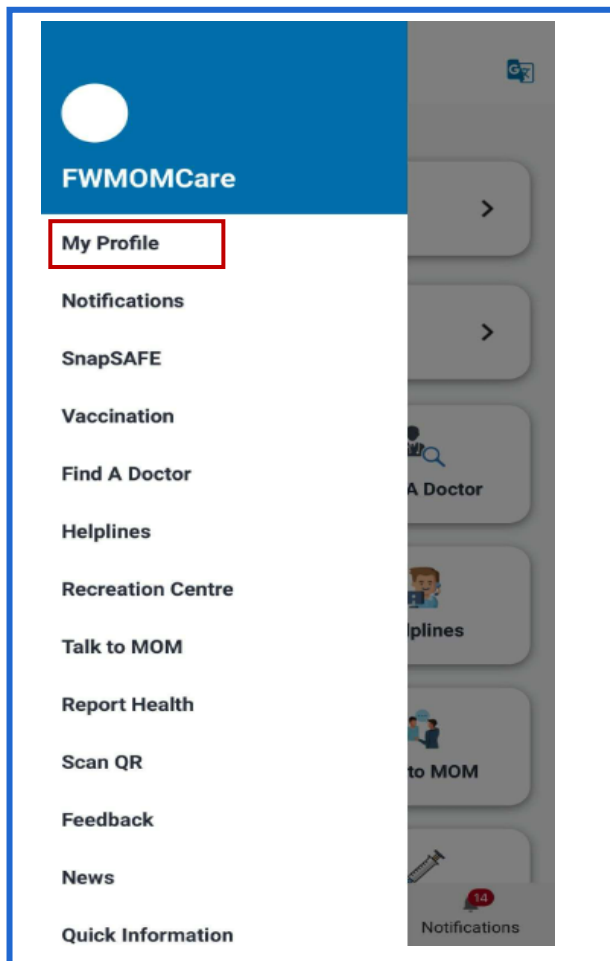 FWMOMCare
My Profile
Notifications
SnapSAFE
Vaccination
Find A Doctor
A Doctor
Helplines
Recreation Centre
lplines
Talk to MOM
Report Health
Scan QR
to MOM
Feedback
News
14
Quick Information
Notifications